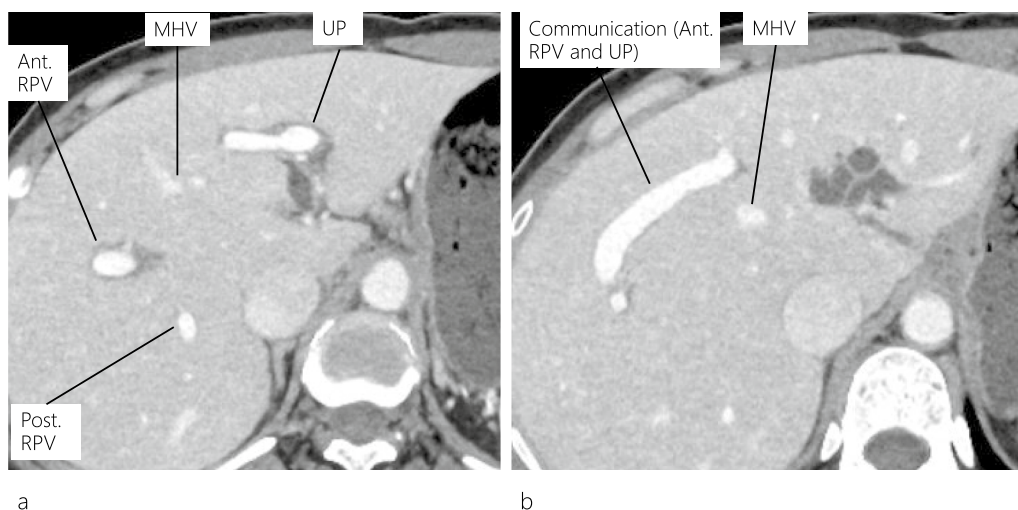 MHV
UP
Ant.
RPV
Post.
RPV
a
Communication (Ant.
RPV and UP)
MHV
b